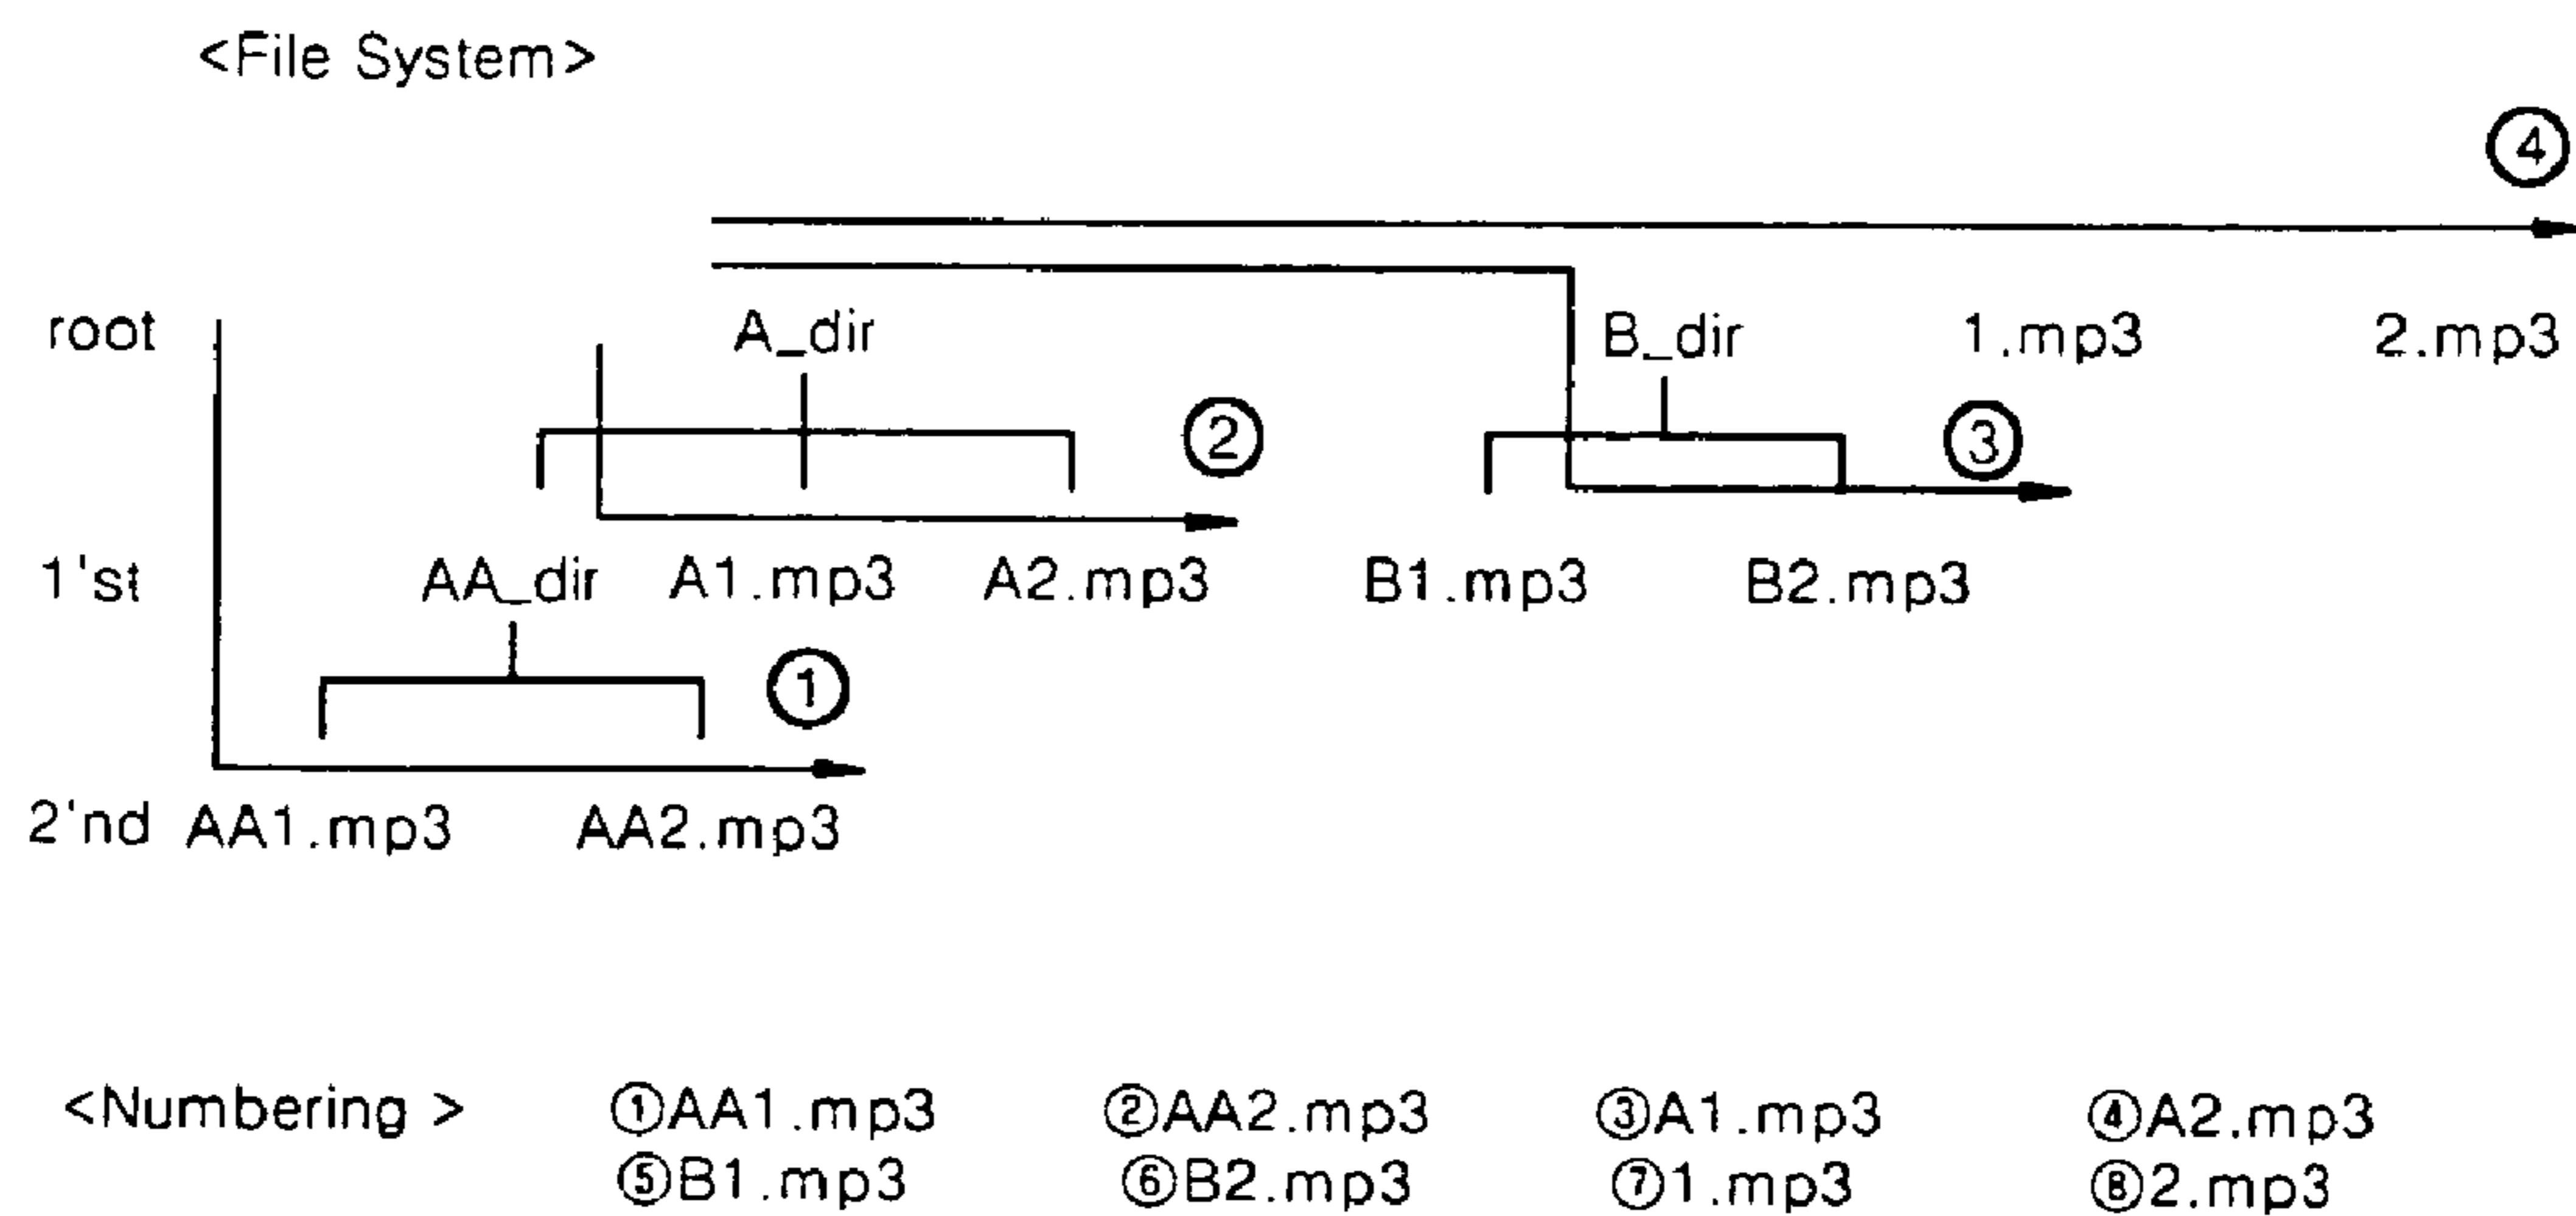 <File System>
④
root A_dir B_dir 1.mp3 2.mp3
② ③
1'st AA_dir A1.mp3 A2.mp3 B1.mp3 B2.mp3
①
2'nd AA1.mp3 AA2.mp3
<Numbering > ①AA1.mp3 ②AA2.mp3 ③A1.mp3 ④A2.mp3
⑤B1.mp3 ⑥B2.mp3 ⑦1.mp3 ⑧2.mp3